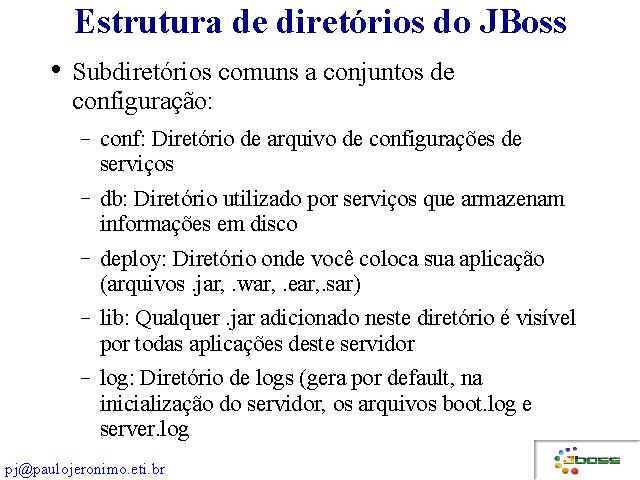 Estrutura de diretórios do JBoss
• Subdiretórios comuns a conjuntos de
configuração:
– conf: Diretório de arquivo de configurações de
serviços
– db: Diretório utilizado por serviços que armazenam
informações em disco
– deploy: Diretório onde você coloca sua aplicação
(arquivos .jar, .war, .ear,.sar)
– lib: Qualquer .jar adicionado neste diretório é visível
por todas aplicações deste servidor
– log: Diretório de logs (gera por default, na
inicialização do servidor, os arquivos boot.log e
server.log
pj@paulojeronimo.eti.br
JBoss